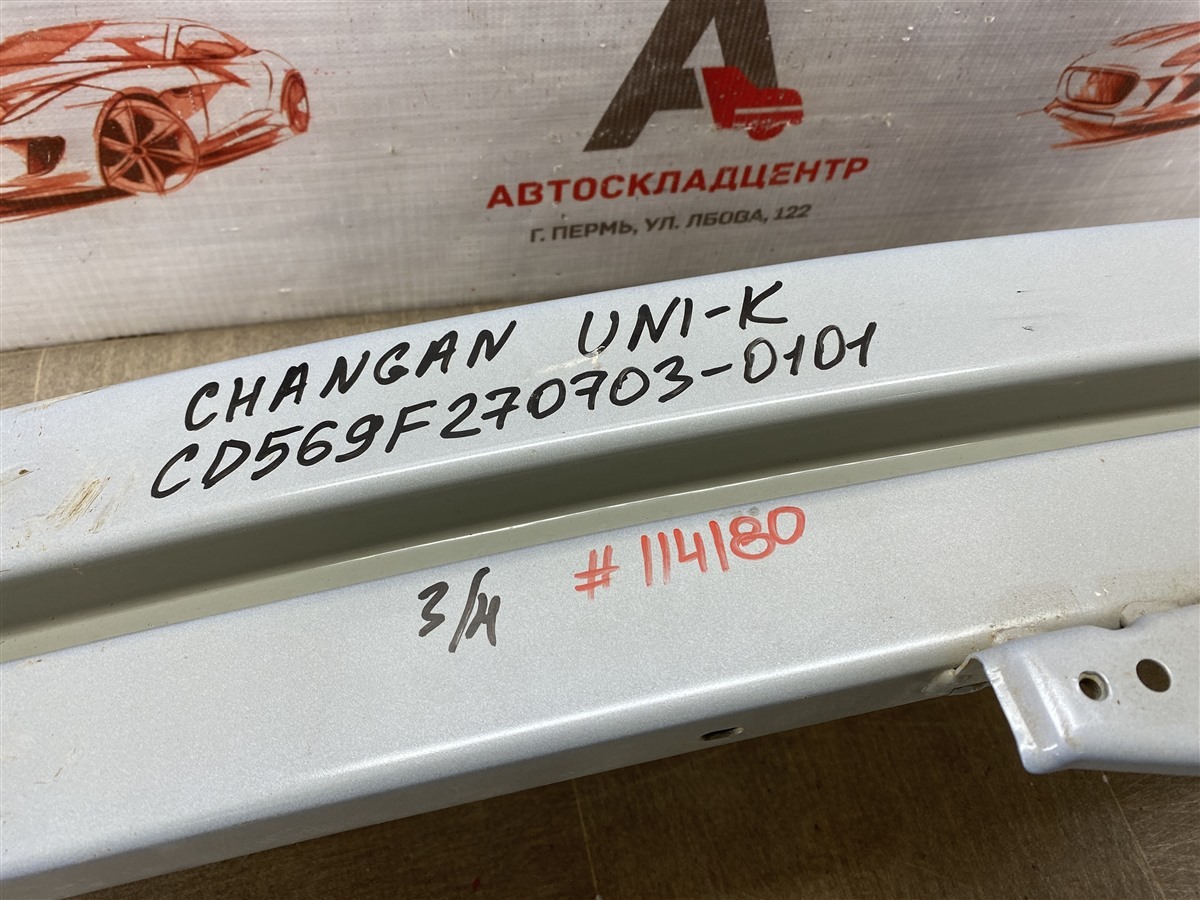 АВТОСКЛАДЦЕНТР
Г. ПЕРМЬ, УЛ. ЛБОВА, 122
CHANGAN UNI-K
CD569F270703-0101
#114180
З/Н